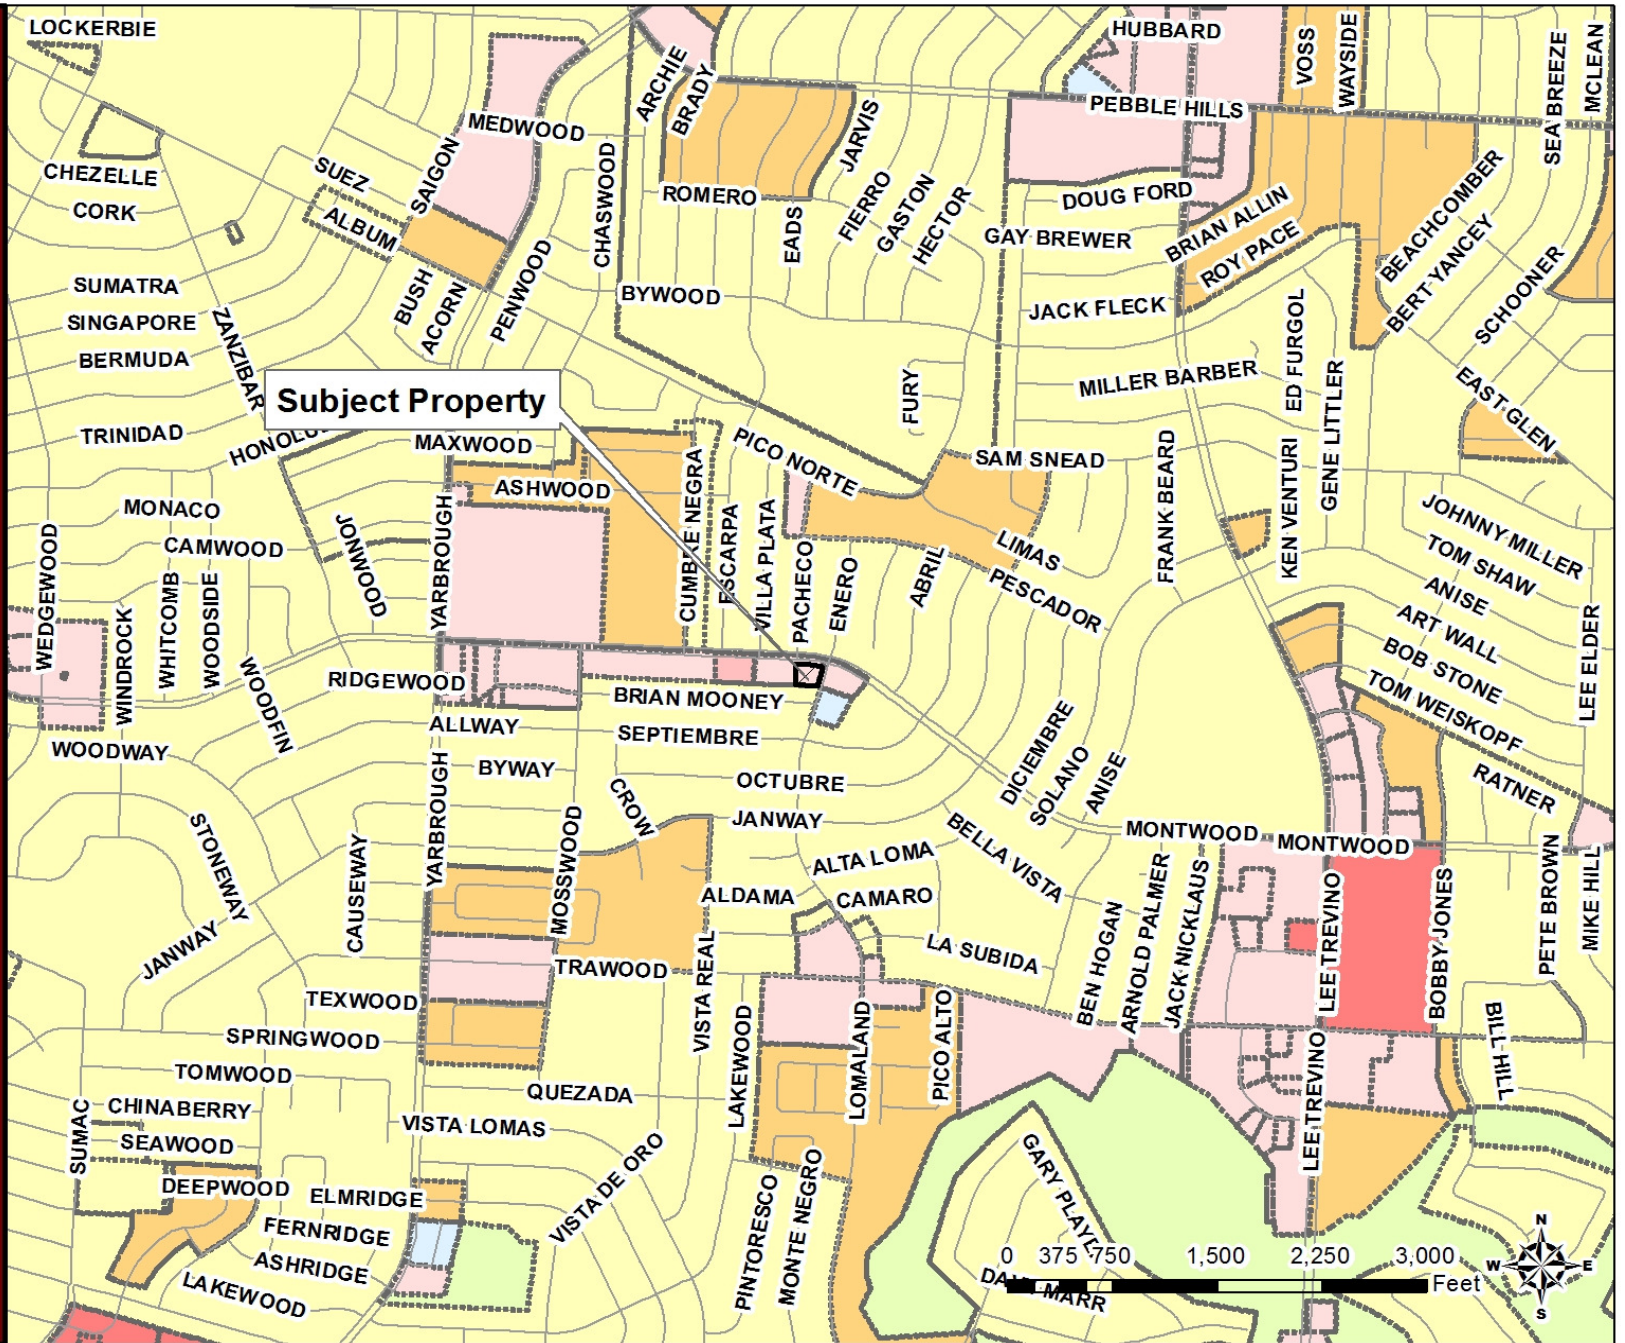 LOCKERBIE
HUBBARD
VOSS
WAYSIDE
SEA BREEZE
MCLEAN
ARCHIE
BRADY
MEDWOOD
PEBBLE HILLS
JARVIS
CHEZELLE
CORK
SUEZ
ALBUM
SAIGON
CHASWOOD
ROMERO
EADS
FIERRO
GASTON
HECTOR
DOUG FORD
GAY BREWER
BRIAN ALLIN
ROY PACE
BEACHCOMBER
BERT YANCEY
SCHOONER
SUMATRA
SINGAPORE
BERMUDA
ZANZIBAR
BUSH
ACORN
PENWOOD
BYWOOD
JACK FLECK
ED FURGOL
GENE LITTLER
MILLER BARBER
FURY
EAST GLEN
Subject Property
TRINIDAD
MAXWOOD
ASHWOOD
PICO NORTE
SAM SNEAD
FRANK BEARD
KEN VENTURI
MONACO
CAMWOOD
JONWOOD
YARBROUGH
CUMBRE NEGRA
ESCARPA
VILLA PLATA
PACHECO
ENERO
ABRIL
LIMAS
PESCADOR
JOHNNY MILLER
TOM SHAW
ANISE
ART WALL
BOB STONE
TOM WEISKOPF
LEE ELDER
WEDGEWOOD
WINDROCK
WHITCOMB
WOODSIDE
WOODFIN
RIDGEWOOD
BRIAN MOONEY
ALLWAY
SEPTIEMBRE
WOODWAY
BYWAY
OCTUBRE
DICIEMBRE
SOLANO
ANISE
RATNER
CROW
JANWAY
MONTWOOD
MONTWOOD
STONEWAY
CAUSEWAY
YARBROUGH
MOSSWOOD
ALTA LOMA
BELLA VISTA
ALDAMA
CAMARO
LA SUBIDA
BEN HOGAN
ARNOLD PALMER
JACK NICKLAUS
LEE TREVINO
BOBBY JONES
PETE BROWN
MIKE HILL
JANWAY
TRAWOOD
VISTA REAL
TEXWOOD
SPRINGWOOD
LAKEWOOD
LOMALAND
PICO ALTO
BILL HILL
TOMWOOD
QUEZADA
CHINABERRY
SEAWOOD
SUMAC
VISTA LOMAS
LEE TREVINO
DEEPWOOD
ELMRIDGE
FERNRIDGE
ASHRIDGE
LAKEWOOD
VISTA DE ORO
PINTORESCO
MONTE NEGRO
0 375 750 1,500 2,250 3,000
Feet
N
W E
S